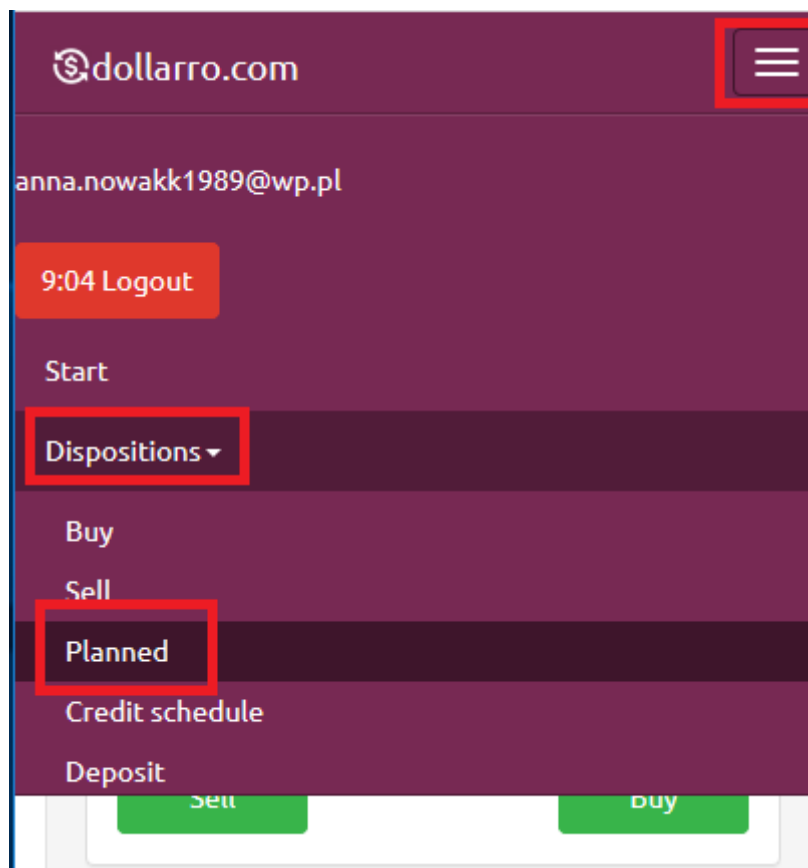 dollarro.com
anna.nowakk1989@wp.pl
9:04 Logout
Start
Dispositions
Buy
Sell
Planned
Credit schedule
Deposit
Sell Buy